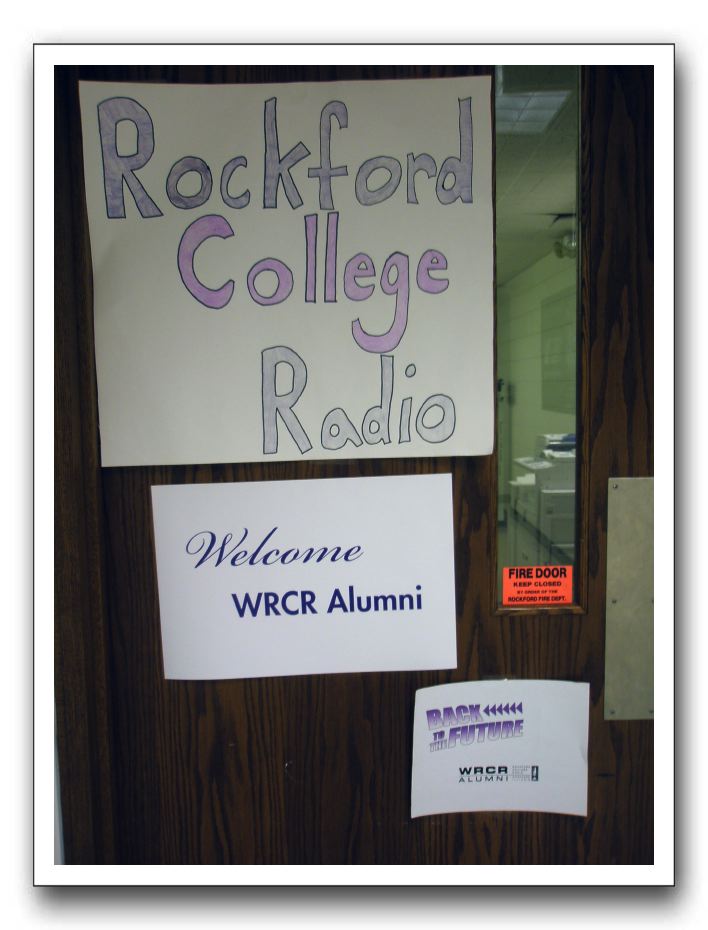 Rockford
College
Radio
Welcome
WRCR Alumni
FIRE DOOR
KEEP CLOSED
BY ORDER OF THE
ROCKFORD FIRE DEPT.
BACK
TO
THE FUTURE
WRCR
ALUMNI